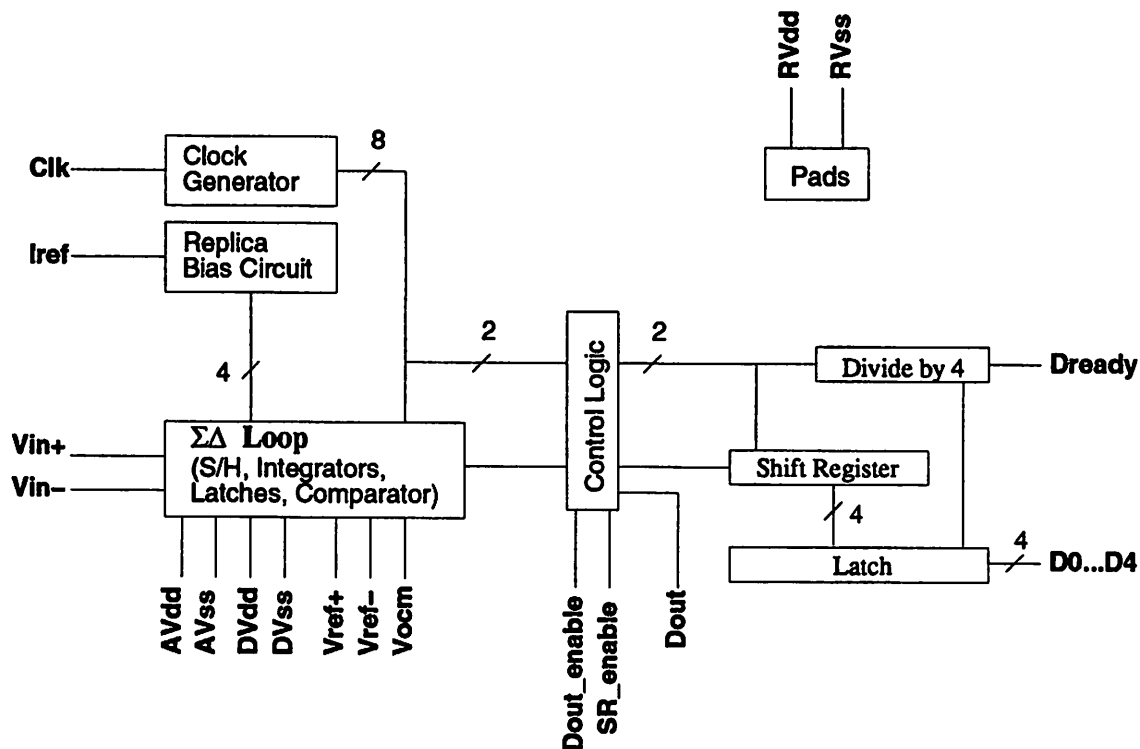 RVdd
RVss
Pads
8
Clk
Clock
Generator
Iref
Replica
Bias Circuit
4
2
Control Logic
2
Divide by 4
Dready
Vin+
Vin−
ΣΔ Loop
(S/H, Integrators,
Latches, Comparator)
Shift Register
4
Latch
4
D0...D4
AVdd
AVss
DVdd
DVss
Vref+
Vref−
Vocm
Dout_enable
SR_enable
Dout